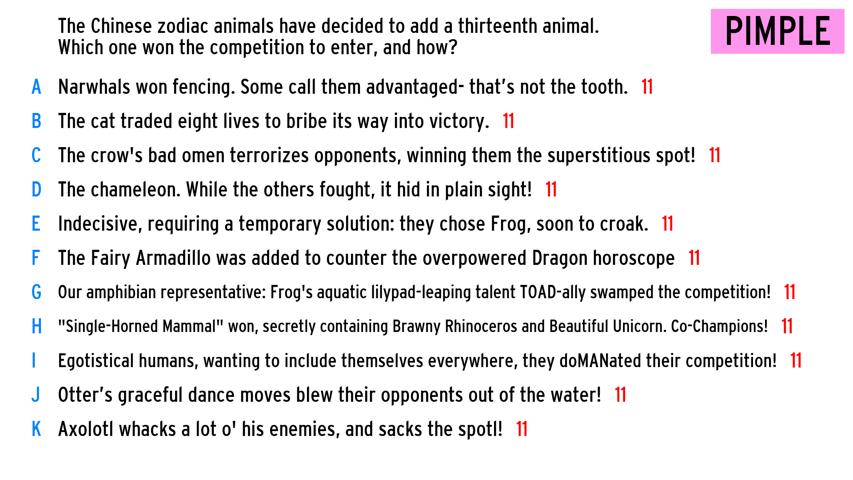 The Chinese zodiac animals have decided to add a thirteenth animal.
Which one won the competition to enter, and how?
PIMPLE
A Narwhals won fencing. Some call them advantaged- that's not the tooth. 11
B The cat traded eight lives to bribe its way into victory. 11
C The crow's bad omen terrorizes opponents, winning them the superstitious spot! 11
D The chameleon. While the others fought, it hid in plain sight! 11
E Indecisive, requiring a temporary solution: they chose Frog, soon to croak. 11
F The Fairy Armadillo was added to counter the overpowered Dragon horoscope 11
G Our amphibian representative: Frog's aquatic lilypad-leaping talent TOAD-ally swamped the competition! 11
H "Single-Horned Mammal" won, secretly containing Brawny Rhinoceros and Beautiful Unicorn. Co-Champions! 11
I Egotistical humans, wanting to include themselves everywhere, they doMANated their competition! 11
J Otter's graceful dance moves blew their opponents out of the water! 11
K Axolotl whacks a lot o' his enemies, and sacks the spotl! 11